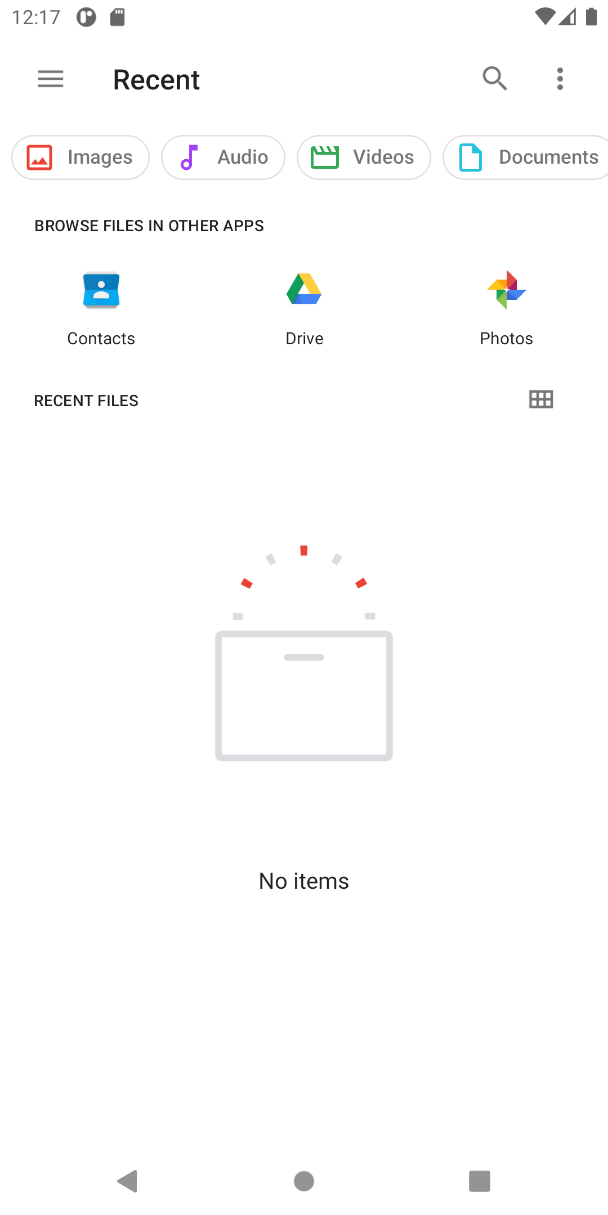 12:17
Recent
Images
Audio
Videos
Documents
BROWSE FILES IN OTHER APPS
Contacts
Drive
Photos
RECENT FILES
No items